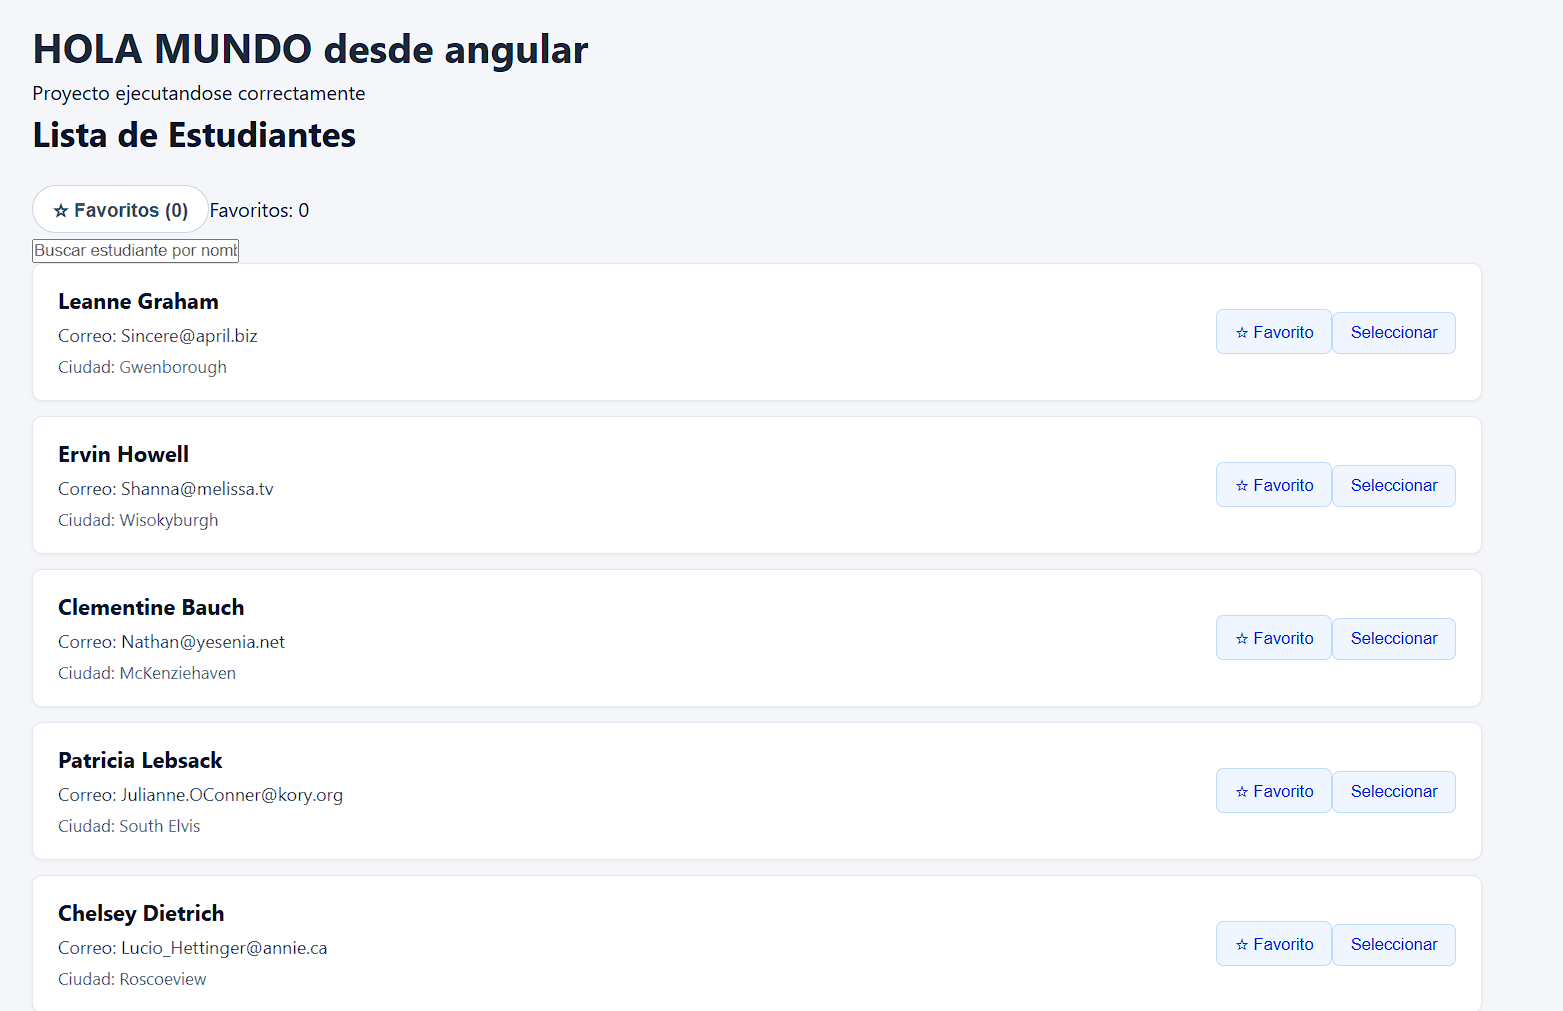 HOLA MUNDO desde angular
Proyecto ejecutandose correctamente
Lista de Estudiantes
☆ Favoritos (0) Favoritos: 0
Buscar estudiante por
Leanne Graham
Correo: Sincere@april.biz
Ciudad: Gwenborough
☆ Favorito Seleccionar
Ervin Howell
Correo: Shanna@melissa.tv
Ciudad: Wisokyburgh
☆ Favorito Seleccionar
Clementine Bauch
Correo: Nathan@yesenia.net
Ciudad: McKenziehaven
☆ Favorito Seleccionar
Patricia Lebsack
Correo: Julianne.OConner@kory.org
Ciudad: South Elvis
☆ Favorito Seleccionar
Chelsey Dietrich
Correo: Lucio_Hettinger@annie.ca
Ciudad: Roscoeview
☆ Favorito Seleccionar